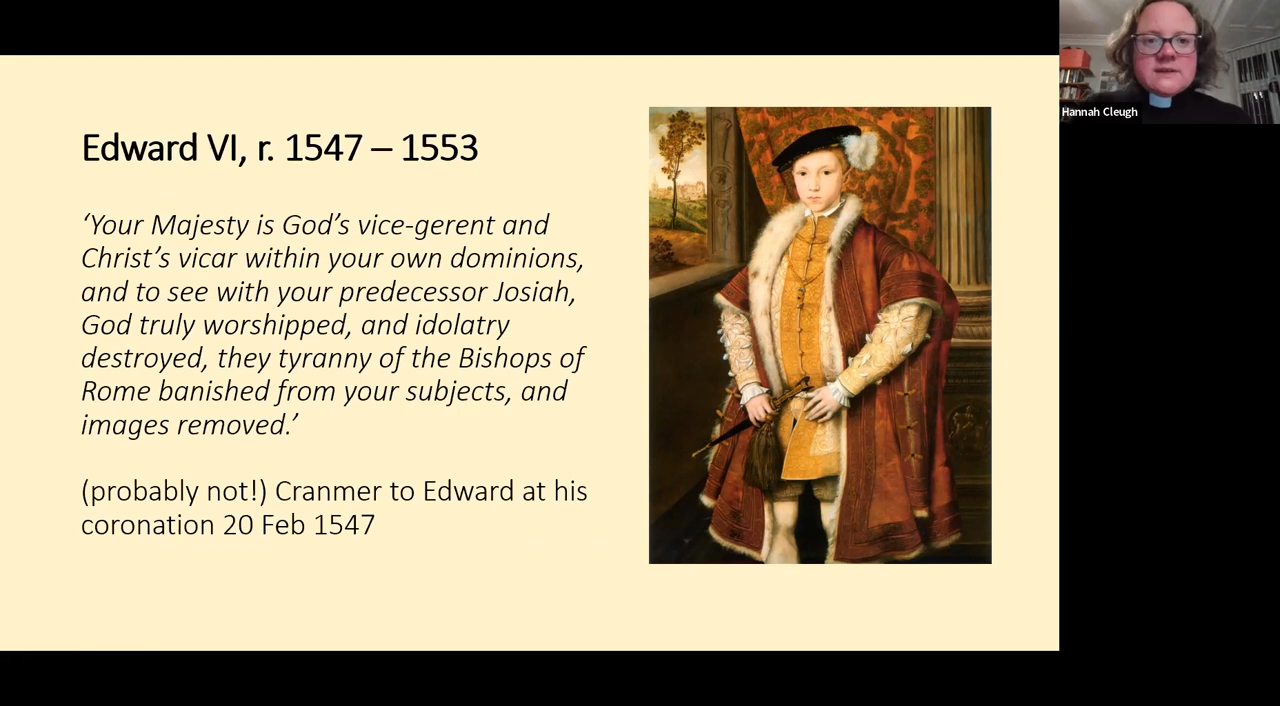 Edward VI, r. 1547 – 1553
‘Your Majesty is God’s vice-gerent and
Christ’s vicar within your own dominions,
and to see with your predecessor Josiah,
God truly worshipped, and idolatry
destroyed, they tyranny of the Bishops of
Rome banished from your subjects, and
images removed.’
(probably not!) Cranmer to Edward at his
coronation 20 Feb 1547
Hannah Cleugh